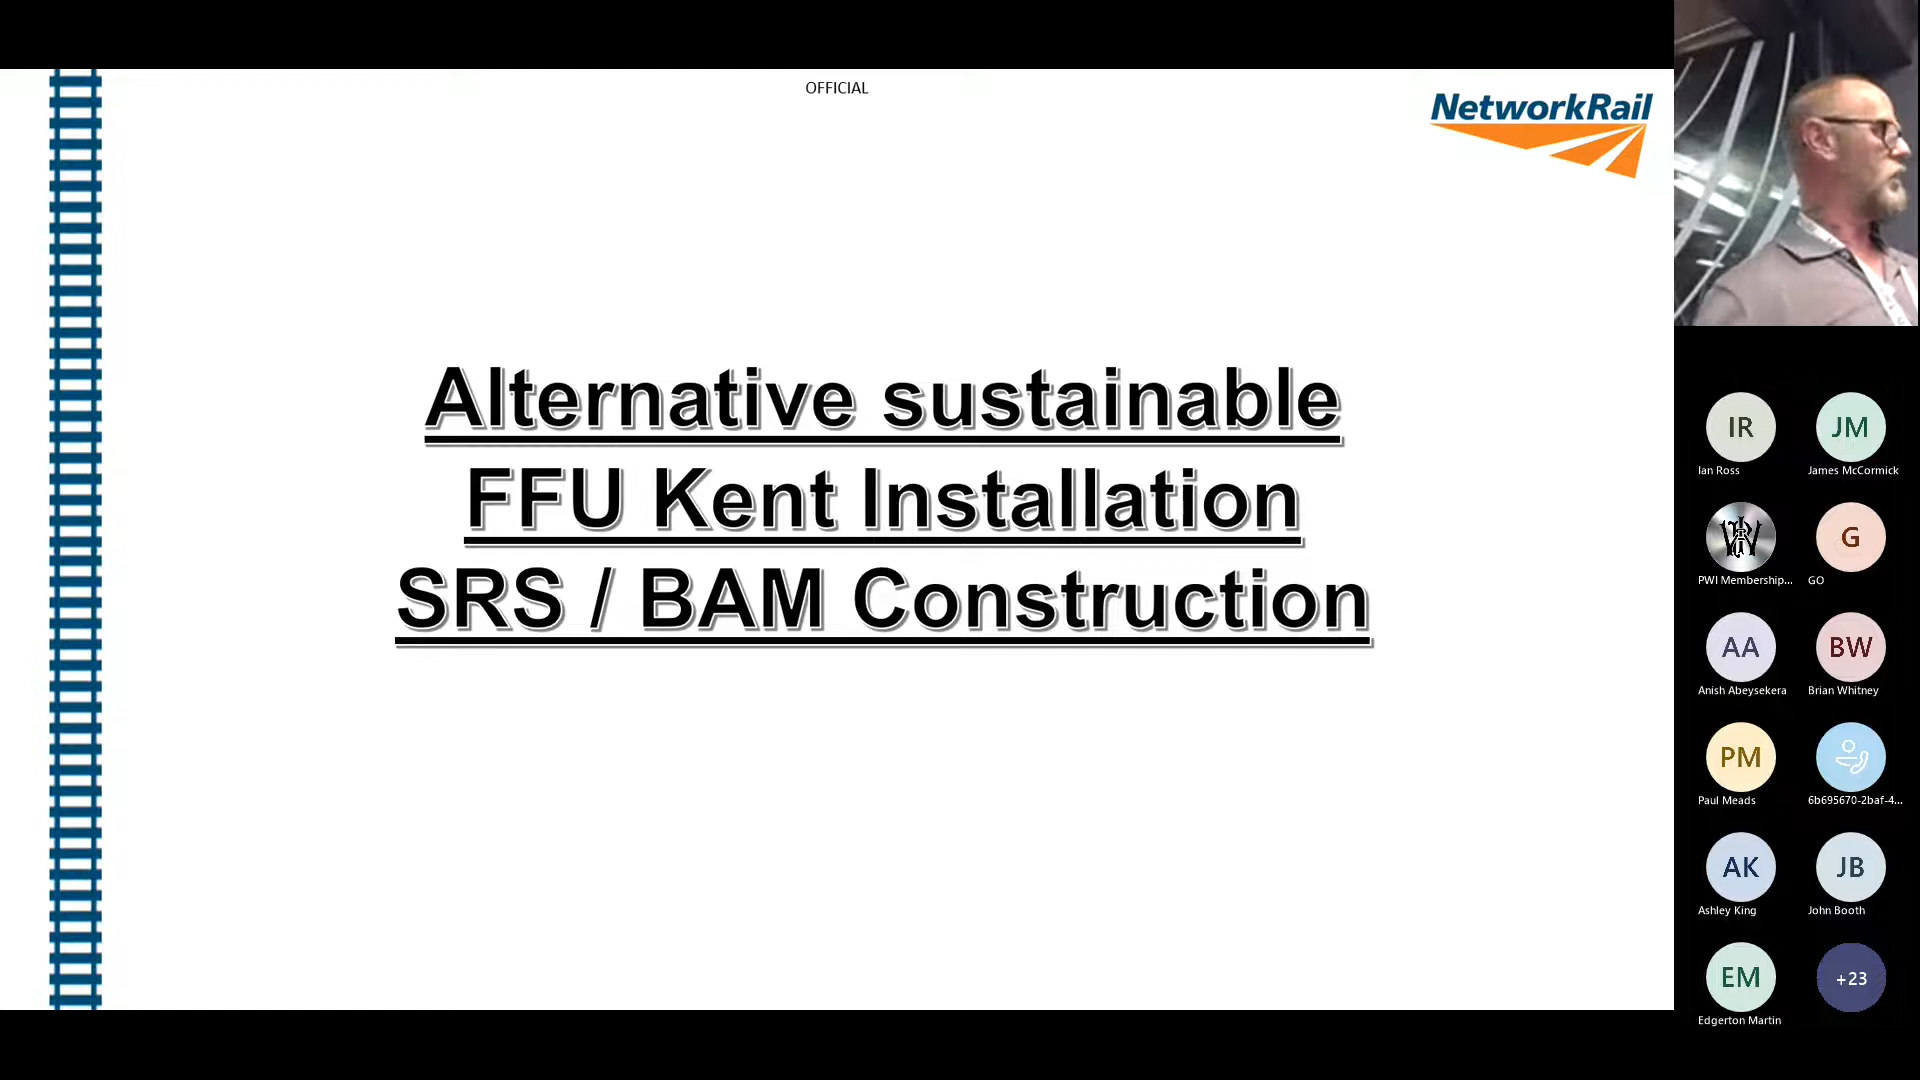 OFFICIAL
NetworkRail
Alternative sustainable
FFU Kent Installation
SRS / BAM Construction
IR
JM
Ian Ross
James McCormick
PWI Membership...
G
GO
AA
BW
Anish Abeysekera
Brian Whitney
PM
Paul Meads
6b695670-2baf-4...
AK
JB
Ashley King
John Booth
EM
+23
Edgerton Martin